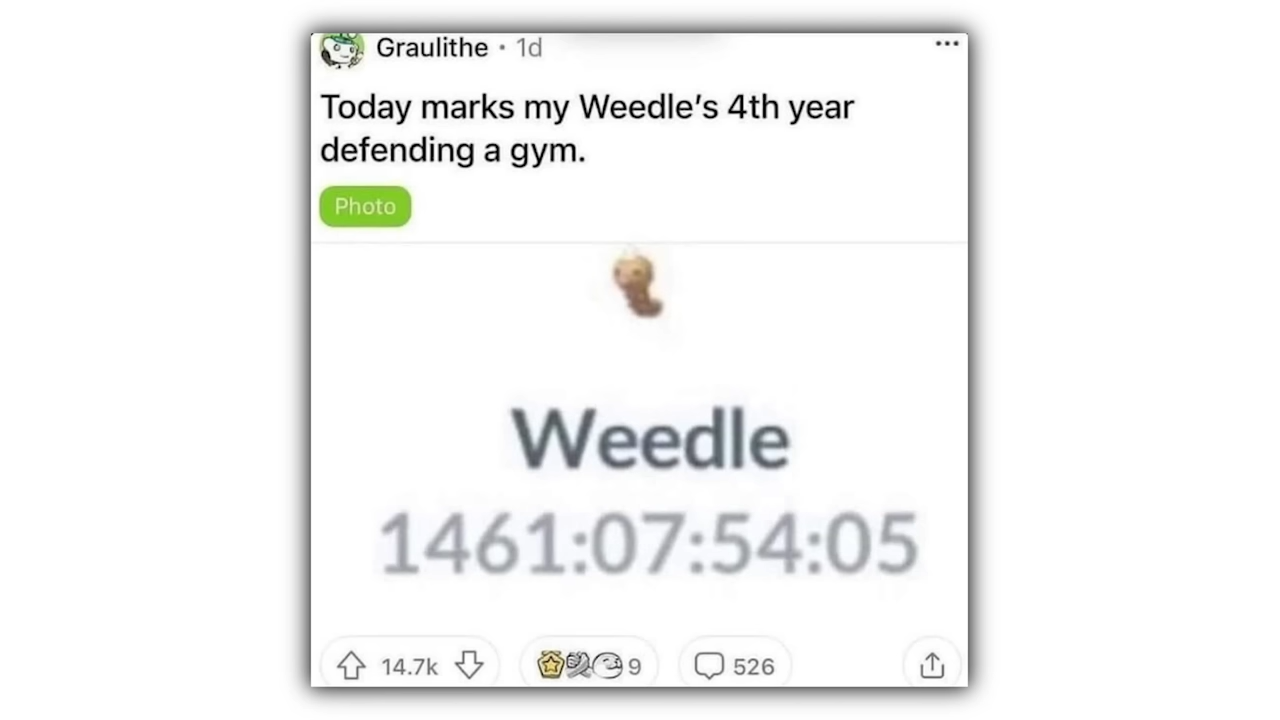 Graulithe • 1d
Today marks my Weedle's 4th year
defending a gym.
Photo
Weedle
1461:07:54:05
14.7k
9
526